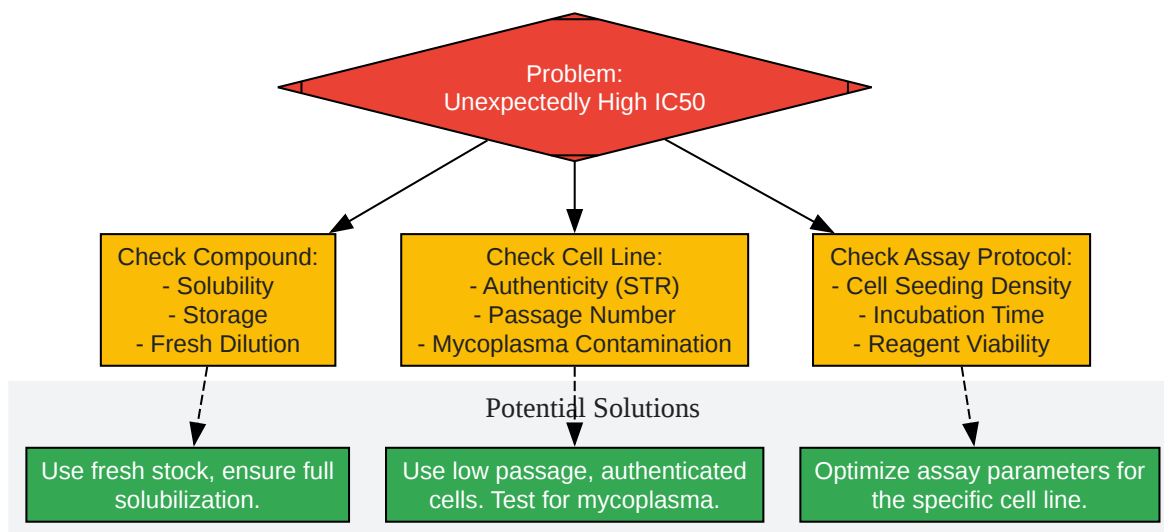 Problem:
Unexpectedly High IC50
Check Compound:
- Solubility
- Storage
- Fresh Dilution
Check Cell Line:
- Authenticity (STR)
- Passage Number
- Mycoplasma Contamination
Check Assay Protocol:
- Cell Seeding Density
- Incubation Time
- Reagent Viability
Potential Solutions
Use fresh stock, ensure full
solubilization.
Use low passage, authenticated
cells. Test for mycoplasma.
Optimize assay parameters for
the specific cell line.